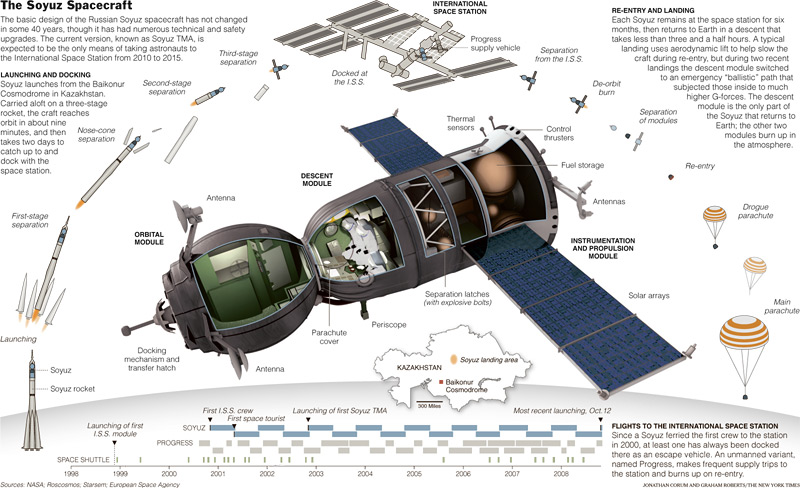 The Soyuz Spacecraft
The basic design of the Russian Soyuz spacecraft has not changed
in some 40 years, though it has had numerous technical and safety
upgrades. The current version, known as Soyuz TMA, is
expected to be the only means of taking astronauts to
the International Space Station from 2010 to 2015.
LAUNCHING AND DOCKING
Soyuz launches from the Baikonur
Cosmodrome in Kazakhstan.
Carried aloft on a three-stage
rocket, the craft reaches
orbit in about nine
minutes, and then
takes two days to
catch up to and
dock with the
space station.
Launching
Soyuz
Soyuz rocket
First-stage
separation
Nose-cone
separation
Second-stage
separation
Third-stage
separation
INTERNATIONAL
SPACE STATION
Progress
supply vehicle
Docked at
the I.S.S.
Separation
from the I.S.S.
De-orbit
burn
Separation
of modules
Re-entry
Drogue
parachute
Main
parachute
RE-ENTRY AND LANDING
Each Soyuz remains at the space station for six
months, then returns to Earth in a descent that
takes less than three and a half hours. A typical
landing uses aerodynamic lift to help slow the
craft during re-entry, but during two recent
landings the descent module switched
to an emergency “ballistic” path that
subjected those inside to much
higher G-forces. The descent
module is the only part of
the Soyuz that returns to
Earth; the other two
modules burn up in
the atmosphere.
ORBITAL
MODULE
Antenna
DESCENT
MODULE
Thermal
sensors
Control
thrusters
Fuel storage
Antennas
INSTRUMENTATION
AND PROPULSION
MODULE
Solar arrays
Separation latches
(with explosive bolts)
Periscope
Parachute
cover
Antenna
Docking
mechanism and
transfer hatch
KAZAKHSTAN
Soyuz landing area
Baikonur
Cosmodrome
300 Miles
Launching of first
I.S.S. module
First I.S.S. crew
First space tourist
Launching of first Soyuz TMA
Most recent launching, Oct. 12
SOYUZ
PROGRESS
SPACE SHUTTLE
1998 1999 2000 2001 2002 2003 2004 2005 2006 2007 2008
FLIGHTS TO THE INTERNATIONAL SPACE STATION
Since a Soyuz ferried the first crew to the station
in 2000, at least one has always been docked
there as an escape vehicle. An unmanned variant,
named Progress, makes frequent supply trips to
the station and burns up on re-entry.
Sources: NASA; Roscosmos; Starsem; European Space Agency
JONATHAN CORUM AND GRAHAM ROBERTS/THE NEW YORK TIMES